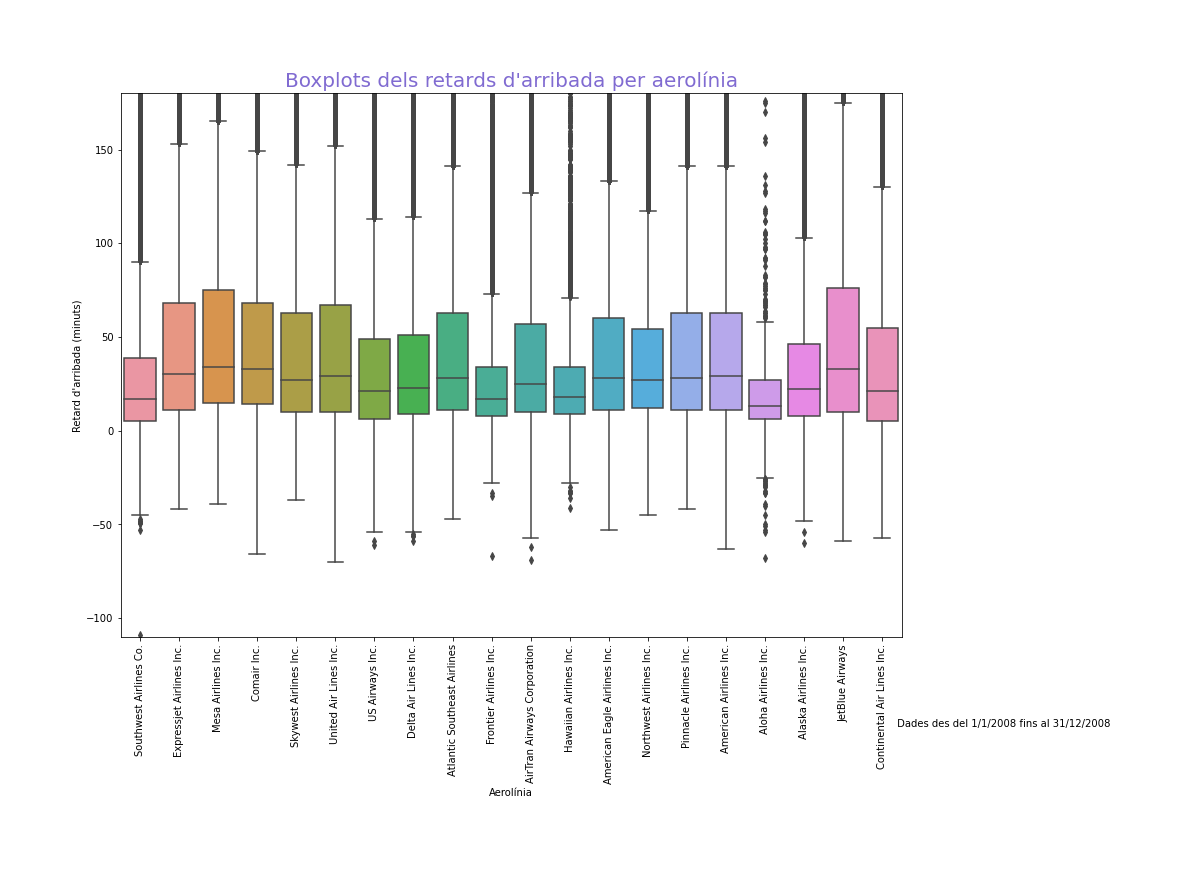 Boxplots dels retards d'arribada per aerolínia
Retard d'arribada (minuts)
150
100
50
0
−50
−100
Southwest Airlines Co.
Expressjet Airlines Inc.
Mesa Airlines Inc.
Comair Inc.
Skywest Airlines Inc.
United Air Lines Inc.
US Airways Inc.
Delta Air Lines Inc.
Atlantic Southeast Airlines
Frontier Airlines Inc.
AirTran Airways Corporation
Hawaiian Airlines Inc.
American Eagle Airlines Inc.
Northwest Airlines Inc.
Pinnacle Airlines Inc.
American Airlines Inc.
Aloha Airlines Inc.
Alaska Airlines Inc.
JetBlue Airways
Continental Air Lines Inc.
Aerolínia
Dades des del 1/1/2008 fins al 31/12/2008